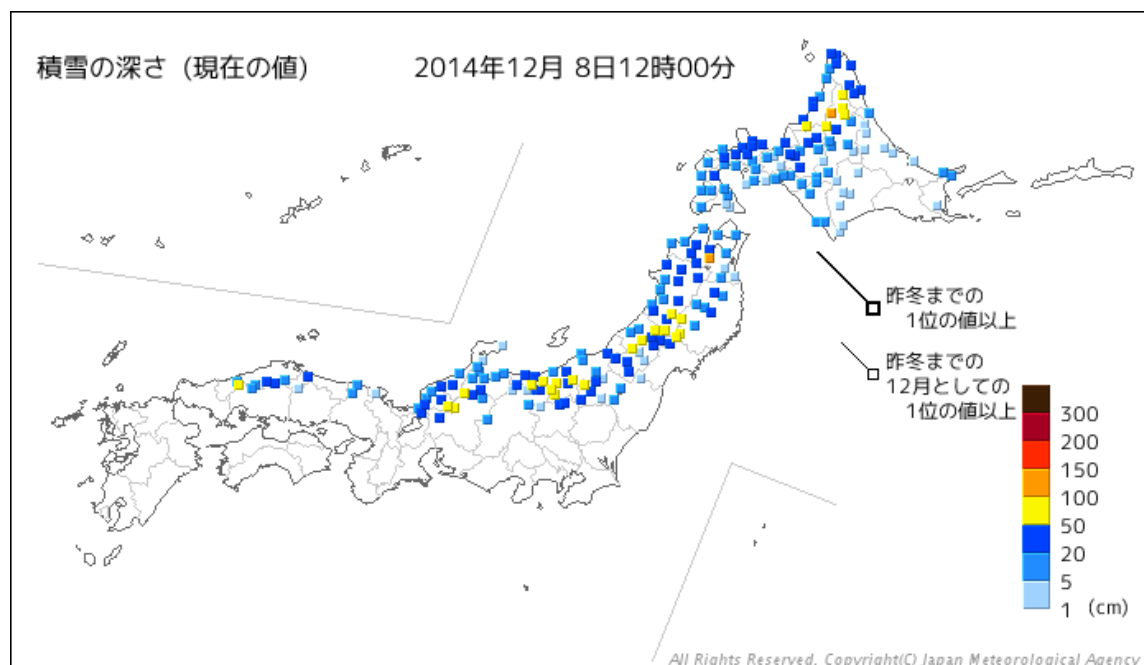 積雪の深さ (現在の値)
2014年12月 8日12時00分
昨冬までの
1位の値以上
昨冬までの
12月としての
1位の値以上
300
200
150
100
50
20
5
1 (cm)
All Rights Reserved. Copyright(C) Japan Meteorological Agency